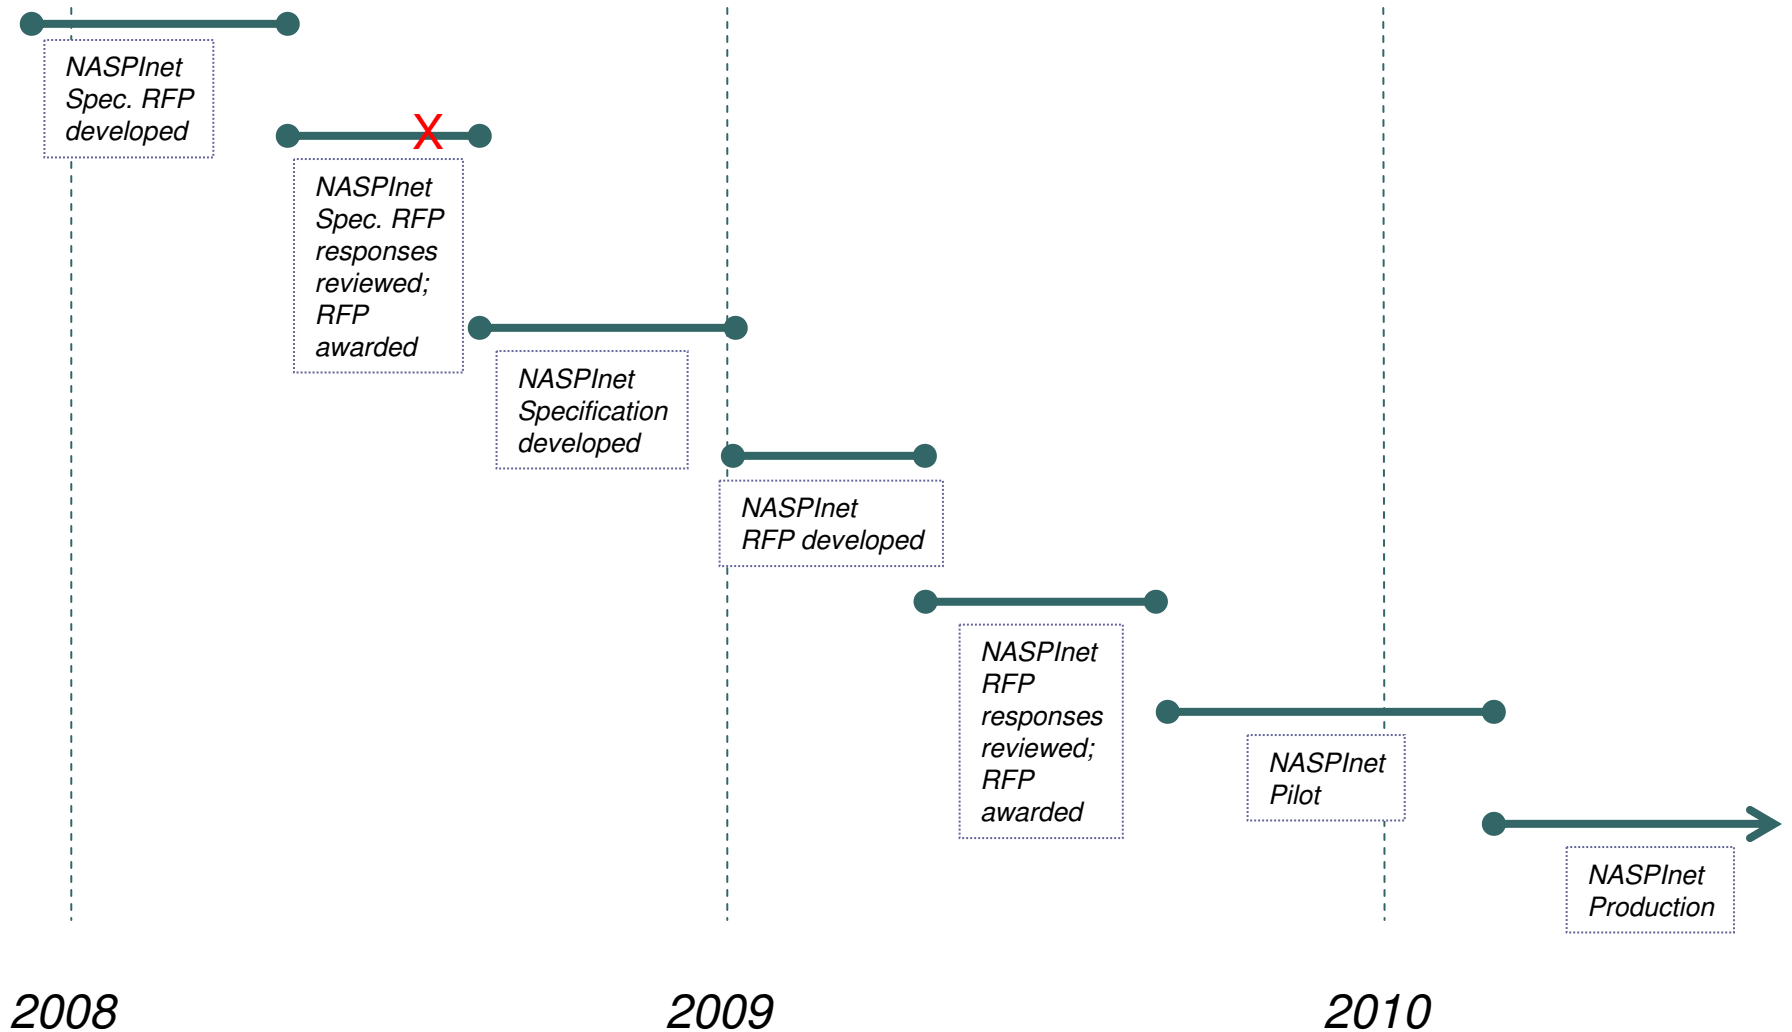 NASPInet
Spec. RFP
developed
X
NASPInet
Spec. RFP
responses
reviewed;
RFP
awarded
NASPInet
Specification
developed
NASPInet
RFP developed
NASPInet
RFP
responses
reviewed;
RFP
awarded
NASPInet
Pilot
NASPInet
Production
2008
2009
2010